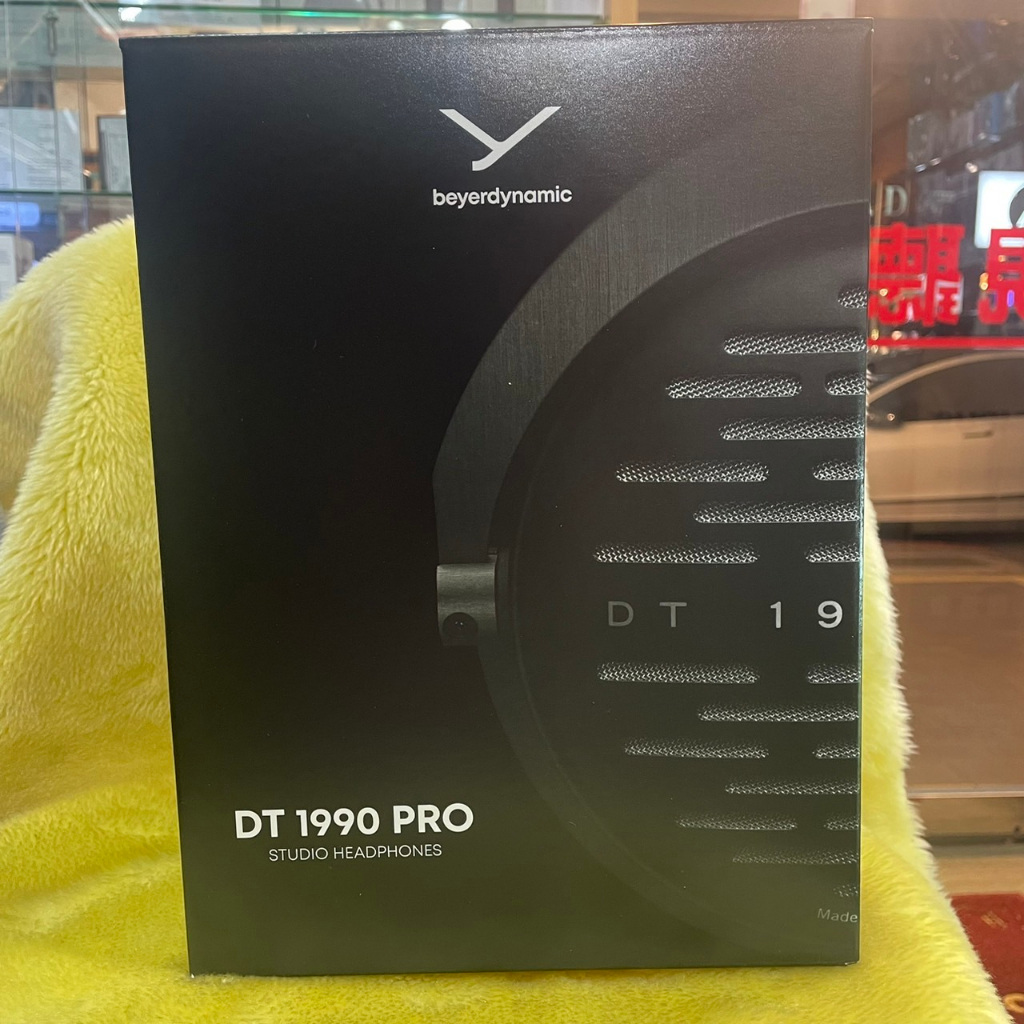 beyerdynamic
DT 19
DT 1990 PRO
STUDIO HEADPHONES
Made
D